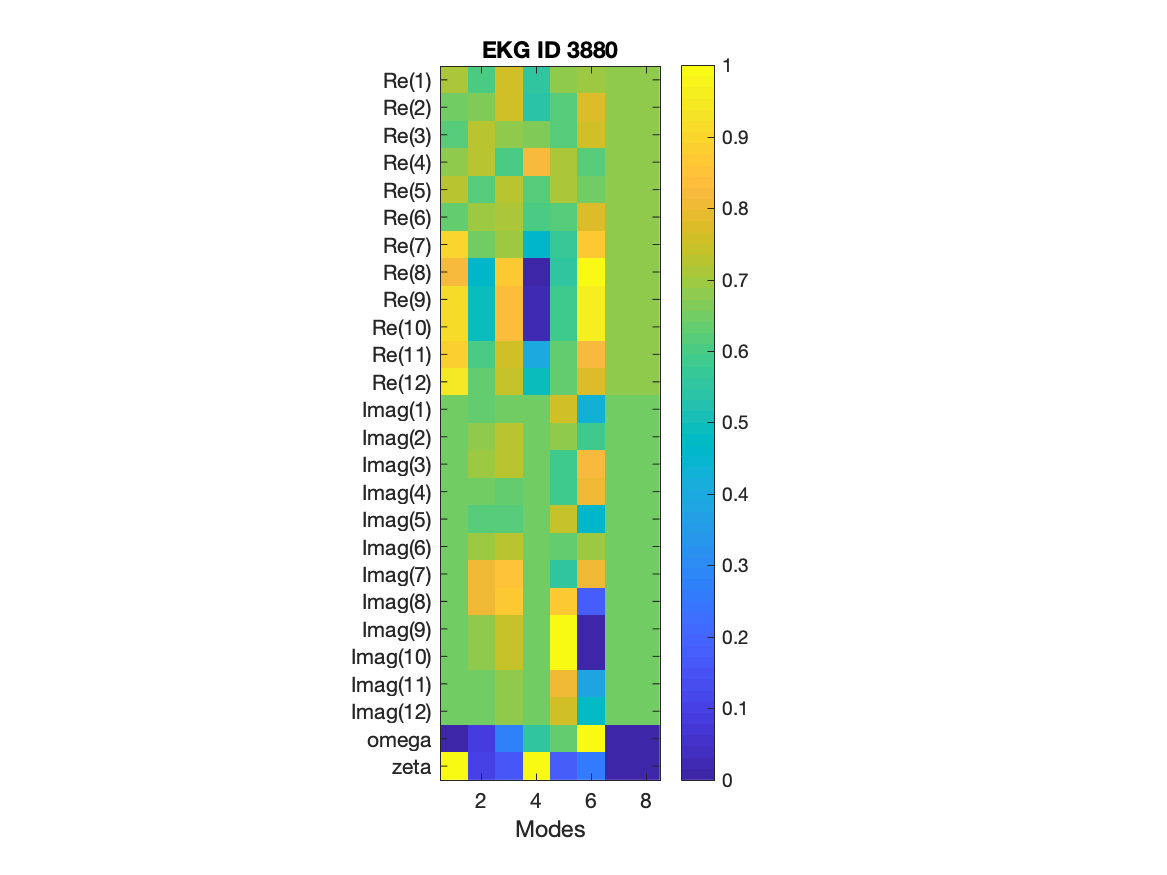 EKG ID 3880
Re(1)
Re(2)
Re(3)
Re(4)
Re(5)
Re(6)
Re(7)
Re(8)
Re(9)
Re(10)
Re(11)
Re(12)
Imag(1)
Imag(2)
Imag(3)
Imag(4)
Imag(5)
Imag(6)
Imag(7)
Imag(8)
Imag(9)
Imag(10)
Imag(11)
Imag(12)
omega
zeta
2 4 6 8
Modes
1
0.9
0.8
0.7
0.6
0.5
0.4
0.3
0.2
0.1
0